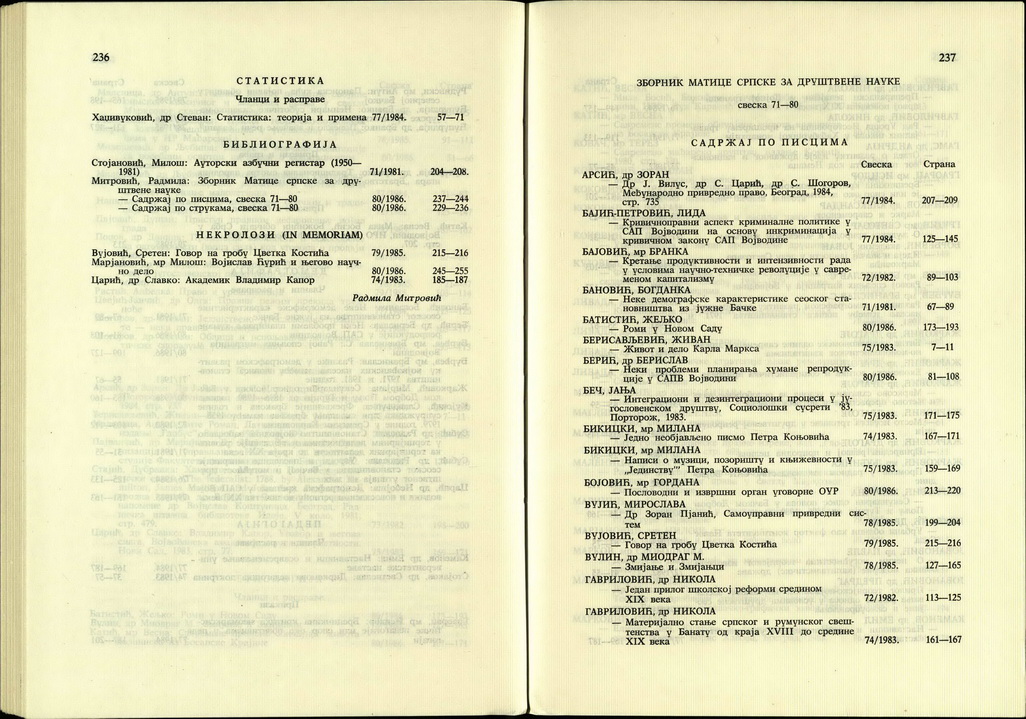 236
СТАТИСТИКА
Чланци и расправе
Хаџивуковић, др Стеван: Статистика: теорија и примена 77/1984. 57—71
БИБЛИОГРАФИЈА
Стојановић, Милош: Ауторски азбучни регистар (1950—
1981) 71/1981. 204—208.
Митровић, Радмила: Зборник Матице српске за дру-
штвене науке
— Садржај по писцима, свеска 71—80 80/1986. 237—244
— Садржај по струкама, свеска 71—80 80/1986. 229—236
НЕКРОЛОЗИ (IN MEMORIAM)
Вујовић, Сретен: Говор на гробу Цветка Костића 79/1985. 215—216
Марјановић, мр Милош: Војислав Ђурић и његово науч-
но дело 80/1986. 245—255
Царић, др Славко: Академик Владимир Капор 74/1983. 185—187
Радмила Митровић
237
ЗБОРНИК МАТИЦЕ СРПСКЕ ЗА ДРУШТВЕНЕ НАУКЕ
свеска 71—80
САДРЖАЈ ПО ПИСЦИМА
Свеска Страна
АРСИЋ, др ЗОРАН
— Др Ј. Вилус, др С. Царић, др С. Шогоров,
Међународно привредно право, Београд, 1984,
стр. 735 77/1984. 207—209
БАЈИЋ-ПЕТРОВИЋ, ЛИДА
— Кривичноправни аспект криминалне политике у
САП Војводини на основу инкриминација у
кривичном закону САП Војводине 77/1984. 125—145
БАЈОВИЋ, мр БРАНКА
— Кретање продуктивности и интензивности рада
у условима научно-техничке револуције у савре-
меном капитализму 72/1982. 89—103
БАНОВИЋ, БОГДАНКА
— Неке демографске карактеристике сеоског ста-
новништва из јужне Бачке 71/1981. 67—89
БАТИСТИЋ, ЖЕЉКО
— Роми у Новом Саду 80/1986. 173—193
БЕРИСАВЉЕВИЋ, ЖИВАН
— Живот и дело Карла Маркса 75/1983. 7—11
БЕРИЋ, др БЕРИСЛАВ
— Неки проблеми планирања хумане репродук-
ције у САПВ Војводини 80/1986. 81—108
БЕЧ, ЈАЊА
— Интеграциони и дезинтеграциони процеси у ју-
гословенском друштву, Социолошки сусрети '83,
Порторож, 1983. 75/1983. 171—175
БИКИЦКИ, мр МИЛАНА
— Једно необјављено писмо Петра Коњовића 74/1983. 167—171
БИКИЦКИ, мр МИЛАНА
— Написи о музици, позоришту и књижевности у
„Јединству"" Петра Коњовића 75/1983. 159—169
БОЈОВИЋ, мр ГОРДАНА
— Пословодни и извршни орган уговорне ОУР 80/1986. 213—220
ВУЈИЋ, МИРОСЛАВА
— Др Зоран Пјанић, Самоуправни привредни сис-
тем 78/1985. 199—204
ВУЈОВИЋ, СРЕТЕН
— Говор на гробу Цветка Костића 79/1985. 215—216
ВУЛИН, др МИОДРАГ М.
— Змијање и Змијањци 78/1985. 127—165
ГАВРИЛОВИЋ, др НИКОЛА
— Један прилог школској реформи средином
XIX века 72/1982. 113—125
ГАВРИЛОВИЋ, др НИКОЛА
— Материјално стање српског и румунског свеш-
тенства у Банату од краја XVIII до средине
XIX века 74/1983. 161—167